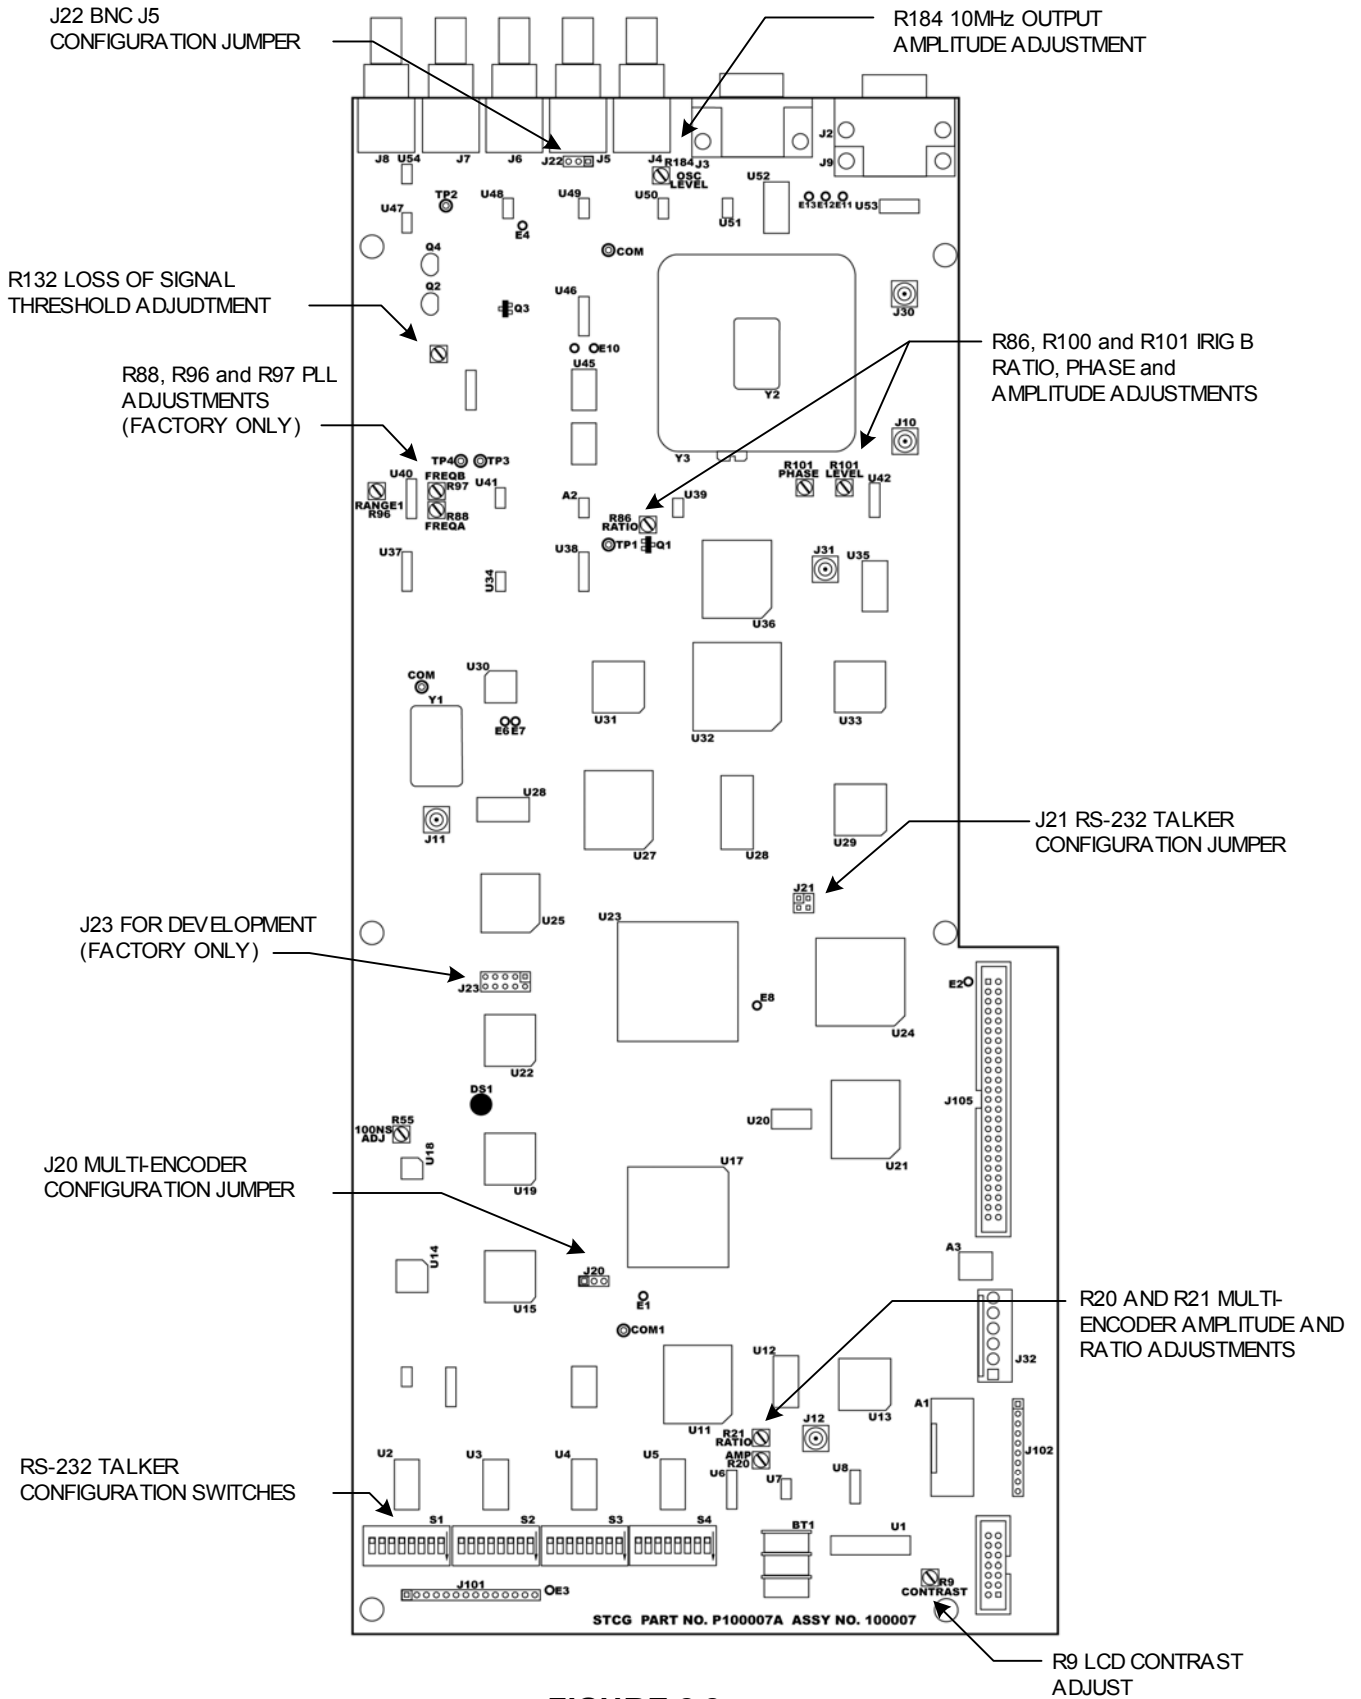 J22 BNC J5
CONFIGURATION JUMPER
R184 10MHz OUTPUT
AMPLITUDE ADJUSTMENT
J2
J9
J8
U54
J7
J6
J22
J5
J4
R184
J3
OSC
LEVEL
U52
E13
E12
E11
U53
TP2
U48
U49
U50
U51
U47
E4
COM
Q4
Q2
R132 LOSS OF SIGNAL
THRESHOLD ADJUDTMENT
U46
Q3
J30
E10
U45
R86, R100 and R101 IRIG B
RATIO, PHASE and
AMPLITUDE ADJUSTMENTS
R88, R96 and R97 PLL
ADJUSTMENTS
(FACTORY ONLY)
Y2
J10
Y3
TP4
TP3
R101
PHASE
R101
LEVEL
U42
U40
FREQB
R97
U41
RANGE1
R96
R88
FREQA
A2
U39
R86
RATIO
TP1
Q1
U37
U34
U38
J31
U35
U36
COM
Y1
U30
E6
E7
U31
U32
U33
U28
J11
U27
U28
U29
J21 RS-232 TALKER
CONFIGURATION JUMPER
J21
U25
U23
J23 FOR DEVELOPMENT
(FACTORY ONLY)
J23
E8
E2
U24
U22
DS1
J105
R55
100NS
ADJ
U18
U20
U21
U17
U19
J20 MULTI-ENCODER
CONFIGURATION JUMPER
U14
U15
J20
E1
COM1
A3
R20 AND R21 MULTI-
ENCODER AMPLITUDE AND
RATIO ADJUSTMENTS
J32
U12
U11
U13
A1
J12
R21
RATIO
AMP
R20
J102
U2
U3
U4
U5
U6
U7
U8
RS-232 TALKER
CONFIGURATION SWITCHES
S1
S2
S3
S4
BT1
U1
J101
E3
R9
CONTRAST
STCG PART NO. P100007A ASSY NO. 100007
R9 LCD CONTRAST
ADJUST